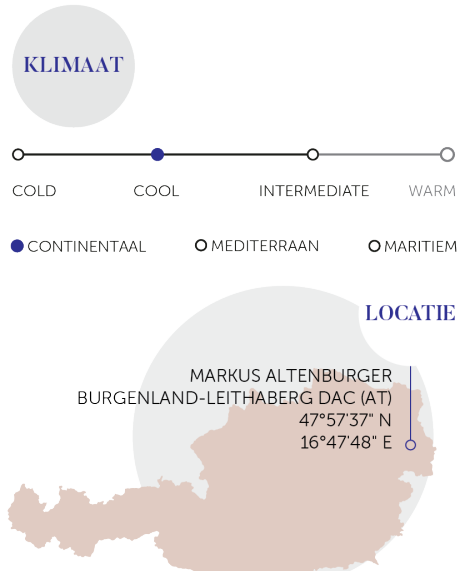 KLIMAAT
COLD COOL INTERMEDIATE WARM
CONTINENTAAL MEDITERRAAN MARITIEM
LOCATIE
MARKUS ALTENBURGER
BURGENLAND-LEITHABERG DAC (AT)
47°57'37" N
16°47'48" E